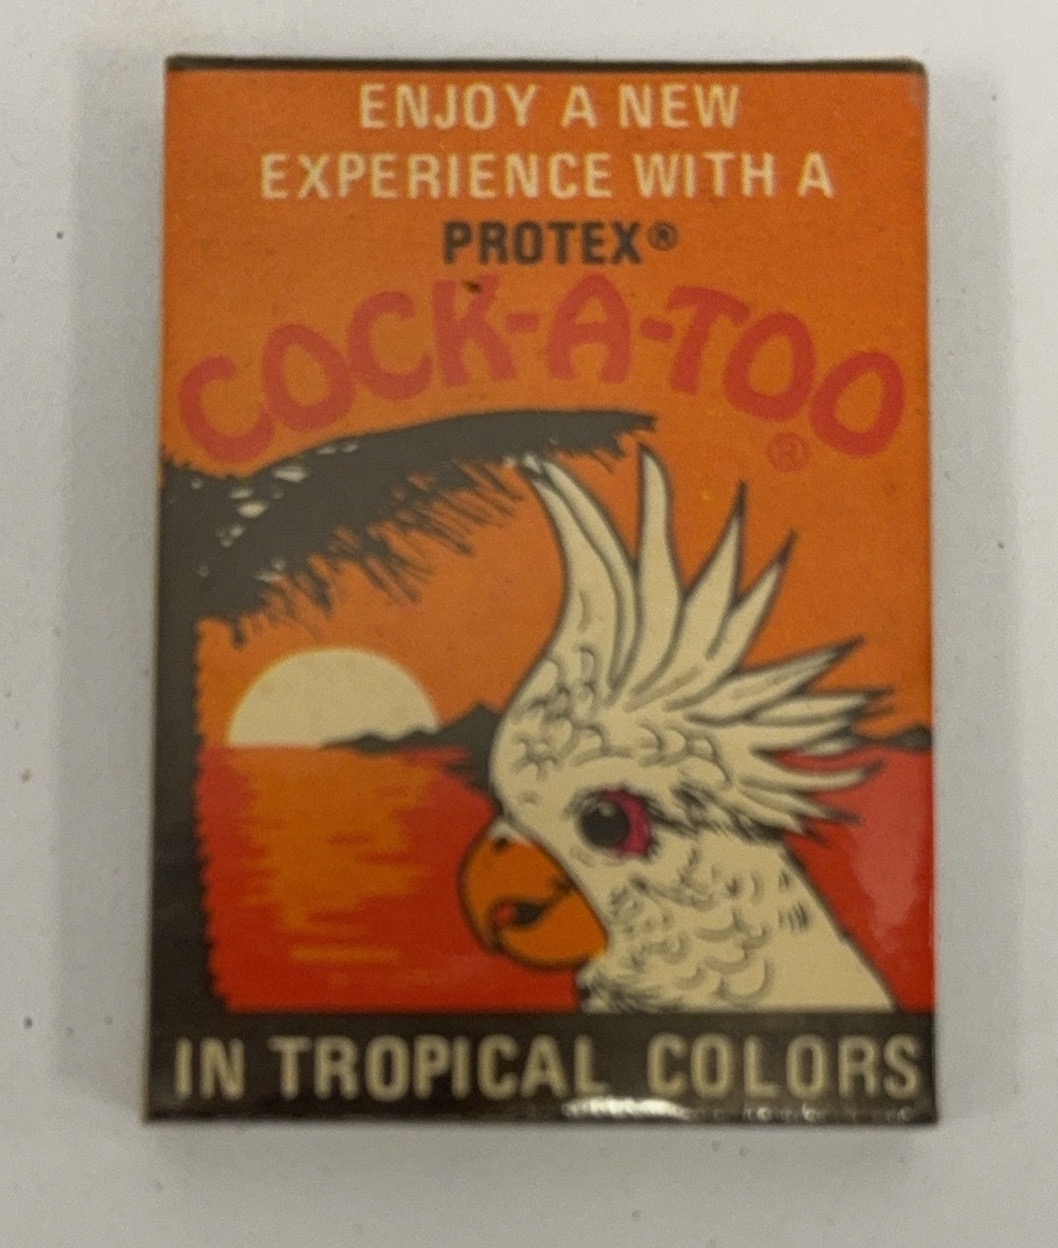 ENJOY A NEW
EXPERIENCE WITH A
PROTEX®
COCK-A-TOO
®
IN TROPICAL COLORS